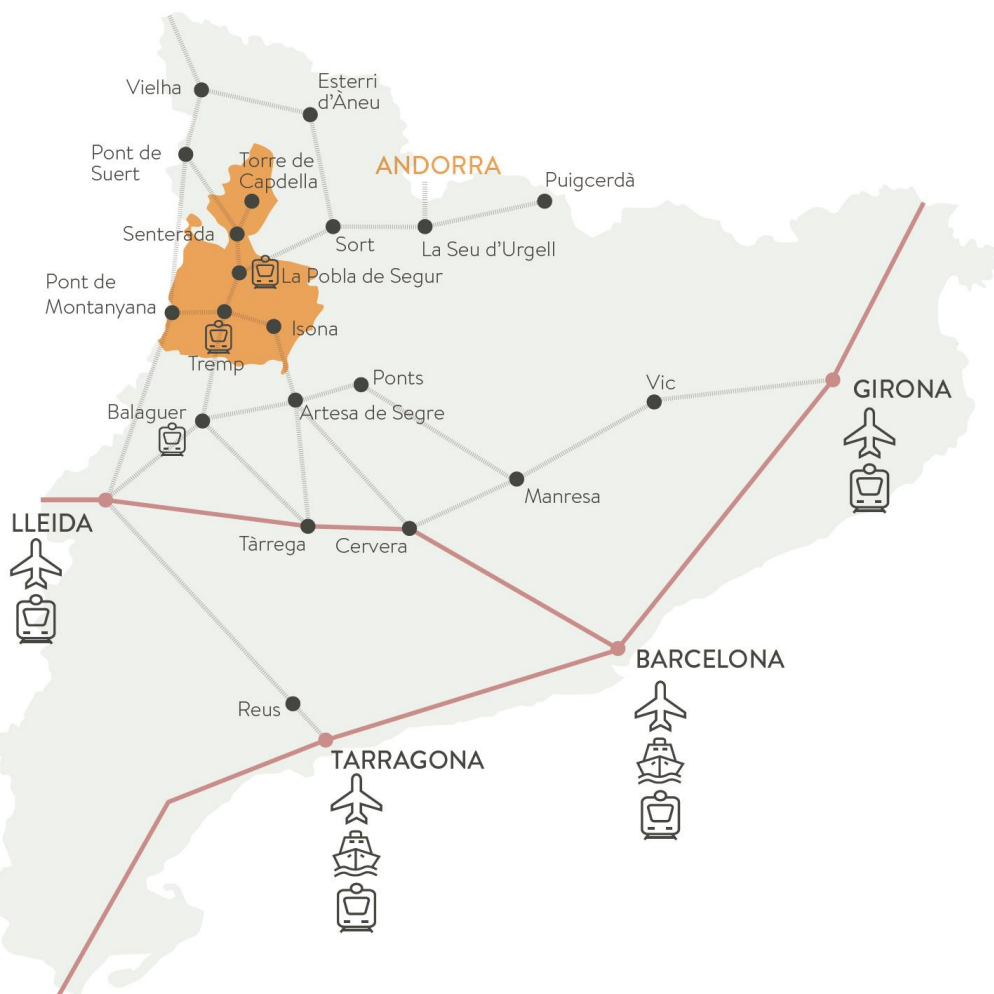 Vielha
Esterri
d'Àneu
Pont de
Suert
Torre de
Capdella
ANDORRA
Puigcerdà
Senterada
Sort
La Seu d'Urgell
La Pobla de Segur
Pont de
Montanyana
Isona
Tremp
Ponts
Vic
GIRONA
Balaguer
Artesa de Segre
Manresa
LLEIDA
Tàrrega
Cervera
BARCELONA
Reus
TARRAGONA